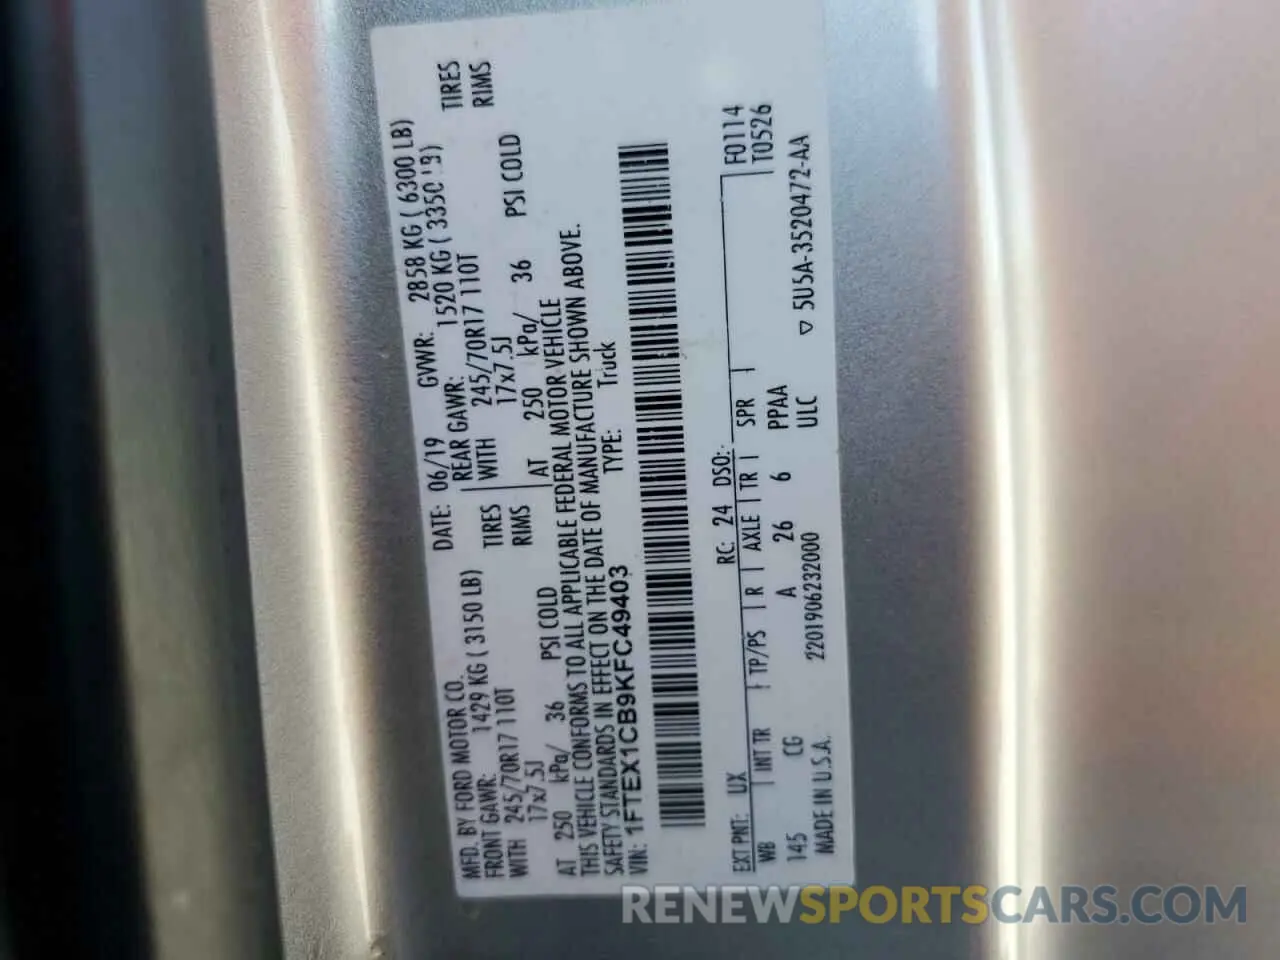 MFD. BY FORD MOTOR CO.
DATE: 06/19 GVWR: 2858 KG ( 6300 LB)
FRONT GAWR: 1429 KG ( 3150 LB) REAR GAWR: 1520 KG ( 3350
WITH 245/70R17 110T TIRES WITH 245/70R17 110T TIRES
17x7.5J RIMS 17x7.5J RIMS
AT 250 kPa/ 36 PSI COLD AT 250 kPa/ 36 PSI COLD
THIS VEHICLE CONFORMS TO ALL APPLICABLE FEDERAL MOTOR VEHICLE
SAFETY STANDARDS IN EFFECT ON THE DATE OF MANUFACTURE SHOWN ABOVE.
VIN: 1FTEX1CB9KFC49403 TYPE: Truck
F0114
T0526
EXT PNT: UX RC: 24 DSO:
WB INT TR TP/PS R AXLE TR SPR
145 CG A 26 6 PPAA
ULC
MADE IN U.S.A. 2201906232000 ▽ 5U5A-3520472-AA
RENEWSPORTSCARS.COM